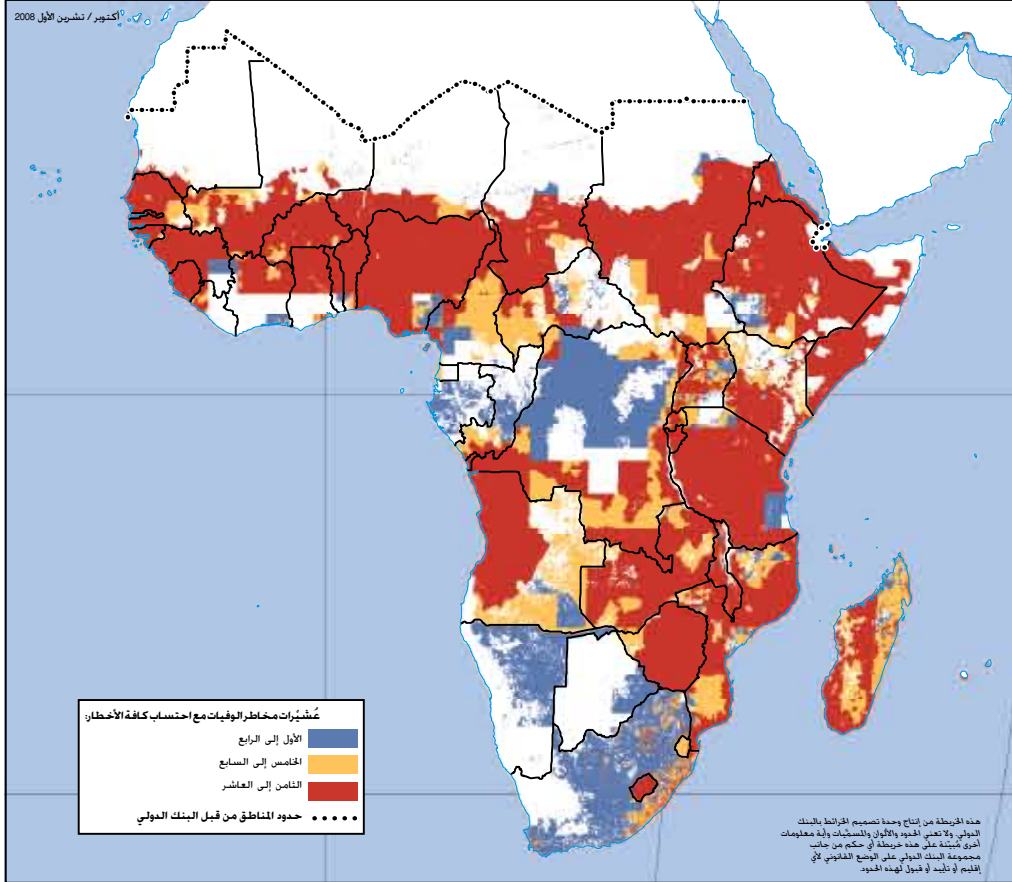 أكتوبر / تشرين الأول 2008
عُشيُرات مخاطر الوفيات مع احتساب كافة الأخطار:
الأول إلى الرابع
الخامس إلى السابع
الثامن إلى العاشر
حدود المناطق من قبل البنك الدولي
هذه الخريطة من إنتاج وحدة تصميم الخرائط بالبنك
الدولي. ولا تعني الحدود والألوان والمسمّيات وأية معلومات
أخرى مُبيّنة على هذه خريطة أي حكم من جانب
مجموعة البنك الدولي على الوضع القانوني لأي
إقليم أو تأييد أو قبول لهذه الحدود.